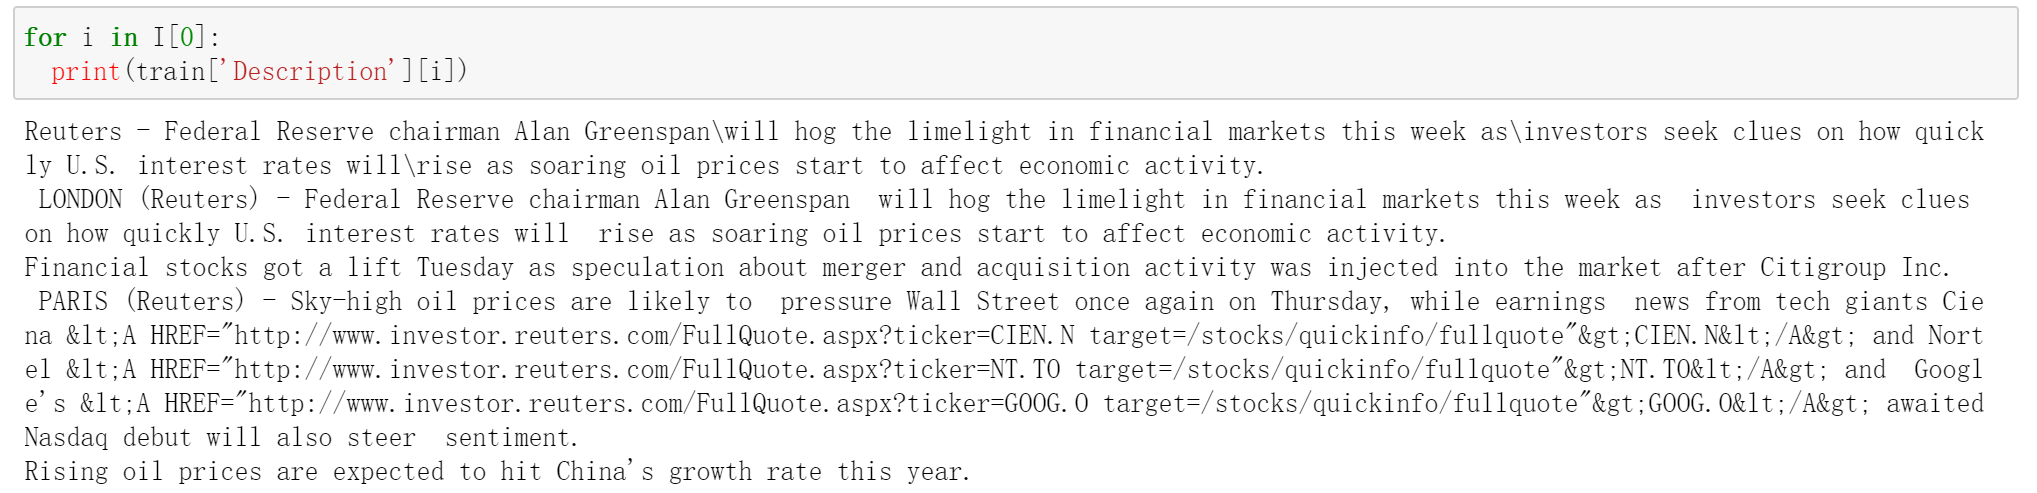 for i in I[0]:
  print(train['Description'][i])
Reuters - Federal Reserve chairman Alan Greenspan\will hog the limelight in financial markets this week as\investors seek clues on how quick
ly U.S. interest rates will\rise as soaring oil prices start to affect economic activity.
 LONDON (Reuters) - Federal Reserve chairman Alan Greenspan  will hog the limelight in financial markets this week as  investors seek clues
on how quickly U.S. interest rates will  rise as soaring oil prices start to affect economic activity.
Financial stocks got a lift Tuesday as speculation about merger and acquisition activity was injected into the market after Citigroup Inc.
 PARIS (Reuters) - Sky-high oil prices are likely to  pressure Wall Street once again on Thursday, while earnings  news from tech giants Cie
na &lt;A HREF="http://www.investor.reuters.com/FullQuote.aspx?ticker=CIEN.N target=/stocks/quickinfo/fullquote"&gt;CIEN.N&lt;/A&gt; and Nort
el &lt;A HREF="http://www.investor.reuters.com/FullQuote.aspx?ticker=NT.TO target=/stocks/quickinfo/fullquote"&gt;NT.TO&lt;/A&gt; and  Googl
e's &lt;A HREF="http://www.investor.reuters.com/FullQuote.aspx?ticker=GOOG.O target=/stocks/quickinfo/fullquote"&gt;GOOG.O&lt;/A&gt; awaited
Nasdaq debut will also steer  sentiment.
Rising oil prices are expected to hit China's growth rate this year.